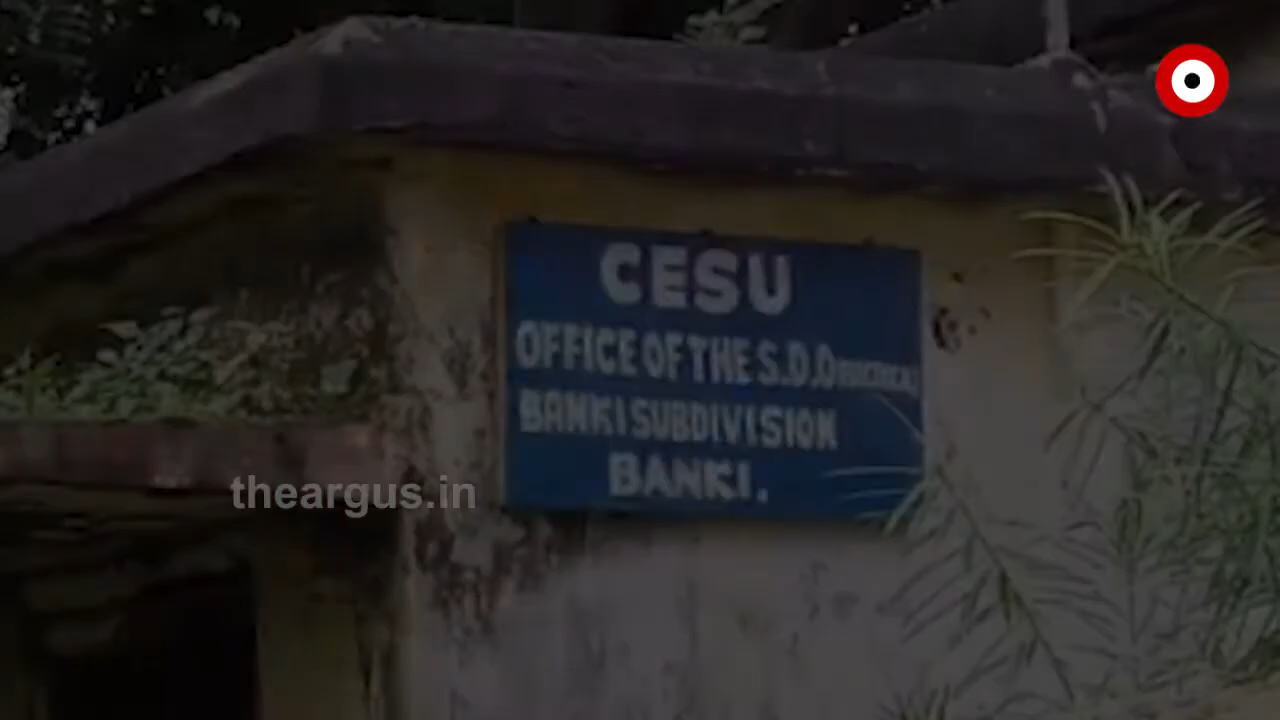 CESU
OFFICE OF THE S.D.O
BANKI SUBDIVISION
BANKI.
theargus.in